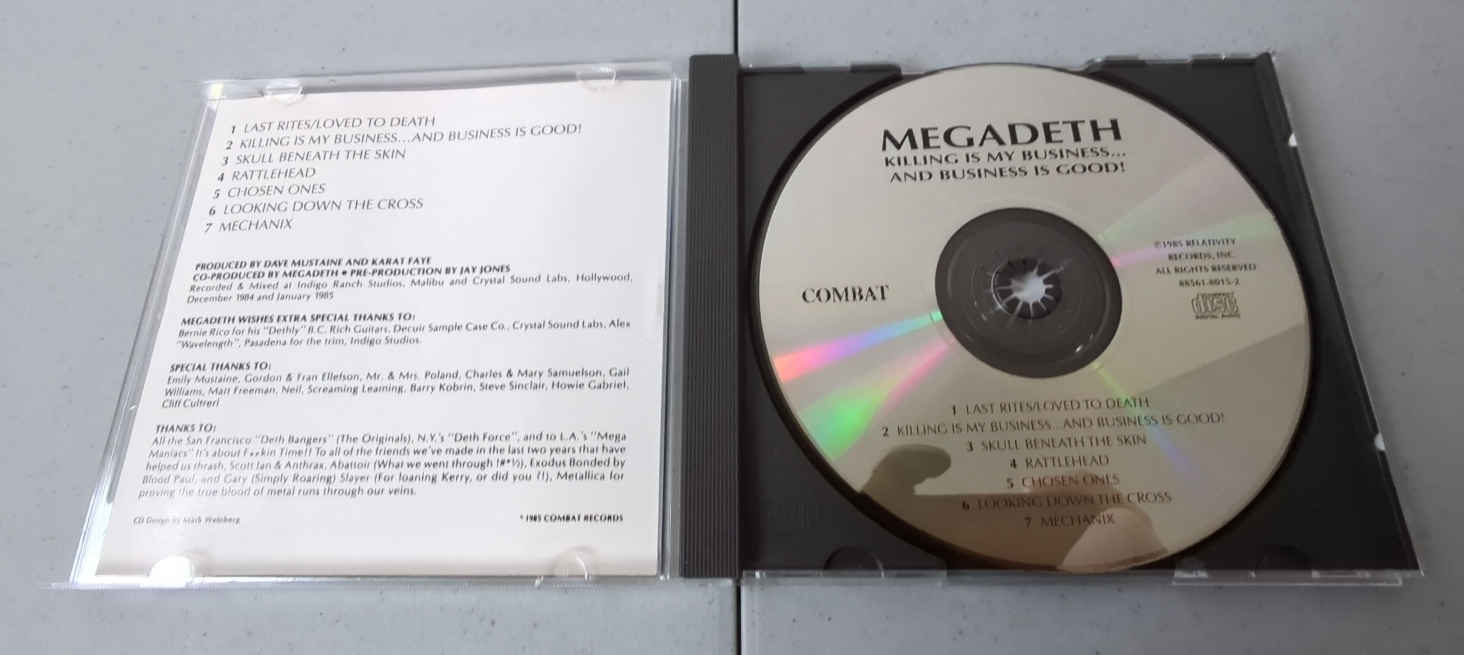 1 LAST RITES/LOVED TO DEATH
2 KILLING IS MY BUSINESS...AND BUSINESS IS GOOD!
3 SKULL BENEATH THE SKIN
4 RATTLEHEAD
5 CHOSEN ONES
6 LOOKING DOWN THE CROSS
7 MECHANIX
PRODUCED BY DAVE MUSTAINE AND KARAT FAYE
CO-PRODUCED BY MEGADETH • PRE-PRODUCTION BY JAY JONES
Recorded & Mixed at Indigo Ranch Studios, Malibu and Crystal Sound Labs, Hollywood,
December 1984 and January 1985
MEGADETH WISHES EXTRA SPECIAL THANKS TO:
Bernie Rico for his "Dethly" B.C. Rich Guitars, Decuir Sample Case Co., Crystal Sound Labs, Alex
"Wavelength", Pasadena for the trim, Indigo Studios.
SPECIAL THANKS TO:
Emily Mustaine, Gordon & Fran Ellefson, Mr. & Mrs. Poland, Charles & Mary Samuelson, Gail
Williams, Matt Freeman, Neil, Screaming Learning, Barry Kobrin, Steve Sinclair, Howie Gabriel,
Cliff Cultreri
THANKS TO:
All the San Francisco "Deth Bangers" (The Originals), N.Y.'s "Deth Force", and to L.A.'s "Mega
Maniacs" It's about F**kin Time!! To all of the friends we've made in the last two years that have
helped us thrash, Scott Ian & Anthrax, Abattoir (What we went through !#*½), Exodus Bonded by
Blood Paul, and Gary (Simply Roaring) Slayer (For loaning Kerry, or did you ?!), Metallica for
proving the true blood of metal runs through our veins.
CD Design by Mark Weinberg
℗ 1985 COMBAT RECORDS
MEGADETH
KILLING IS MY BUSINESS...
AND BUSINESS IS GOOD!
COMBAT
℗1985 RELATIVITY
RECORDS, INC.
ALL RIGHTS RESERVED
88561-8015-2
COMPACT
disc
DIGITAL AUDIO
1 LAST RITES/LOVED TO DEATH
2 KILLING IS MY BUSINESS...AND BUSINESS IS GOOD!
3 SKULL BENEATH THE SKIN
4 RATTLEHEAD
5 CHOSEN ONES
6 LOOKING DOWN THE CROSS
7 MECHANIX